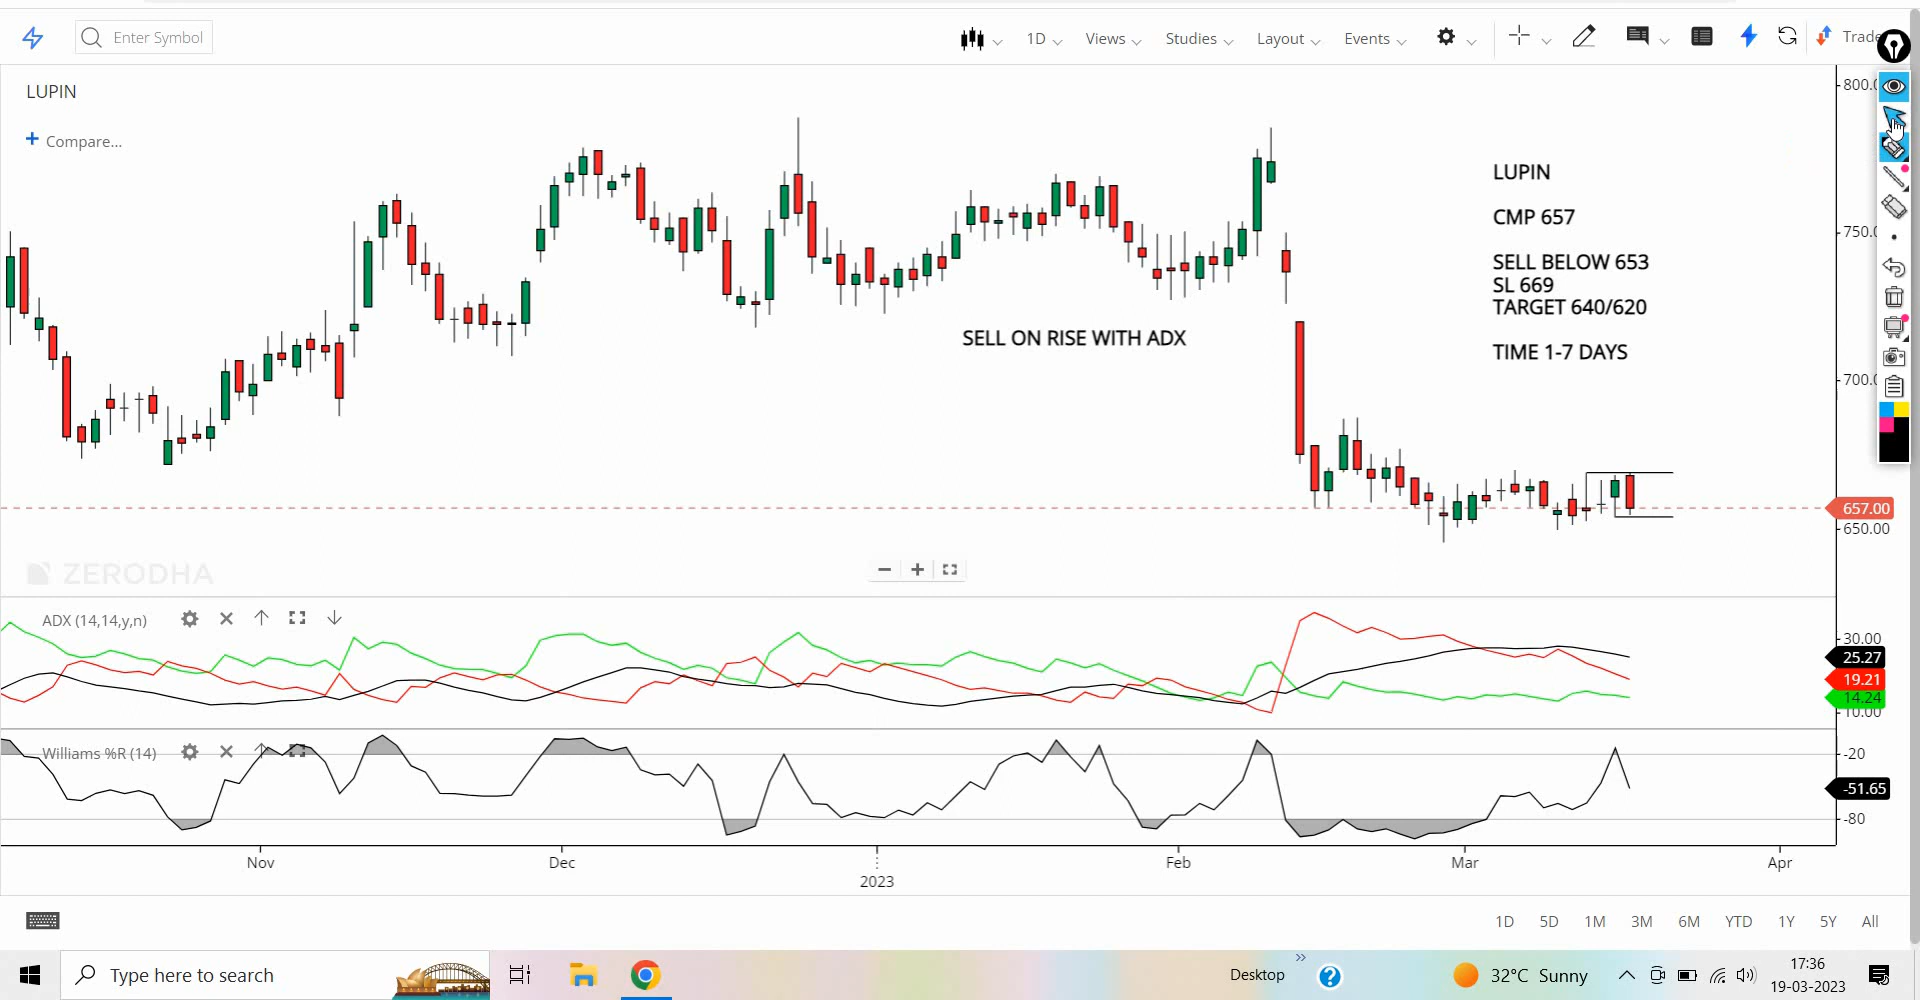 Enter Symbol
1D
Views
Studies
Layout
Events
Trade
LUPIN
+ Compare...
LUPIN
CMP 657
SELL BELOW 653
SL 669
TARGET 640/620
TIME 1-7 DAYS
SELL ON RISE WITH ADX
800.0
750.0
700.0
657.00
650.00
ZERODHA
ADX (14,14,y,n)
30.00
25.27
19.21
14.24
10.00
Williams %R (14)
-20
-51.65
-80
Nov
Dec
2023
Feb
Mar
Apr
1D
5D
1M
3M
6M
YTD
1Y
5Y
All
Type here to search
Desktop
32°C Sunny
17:36
19-03-2023